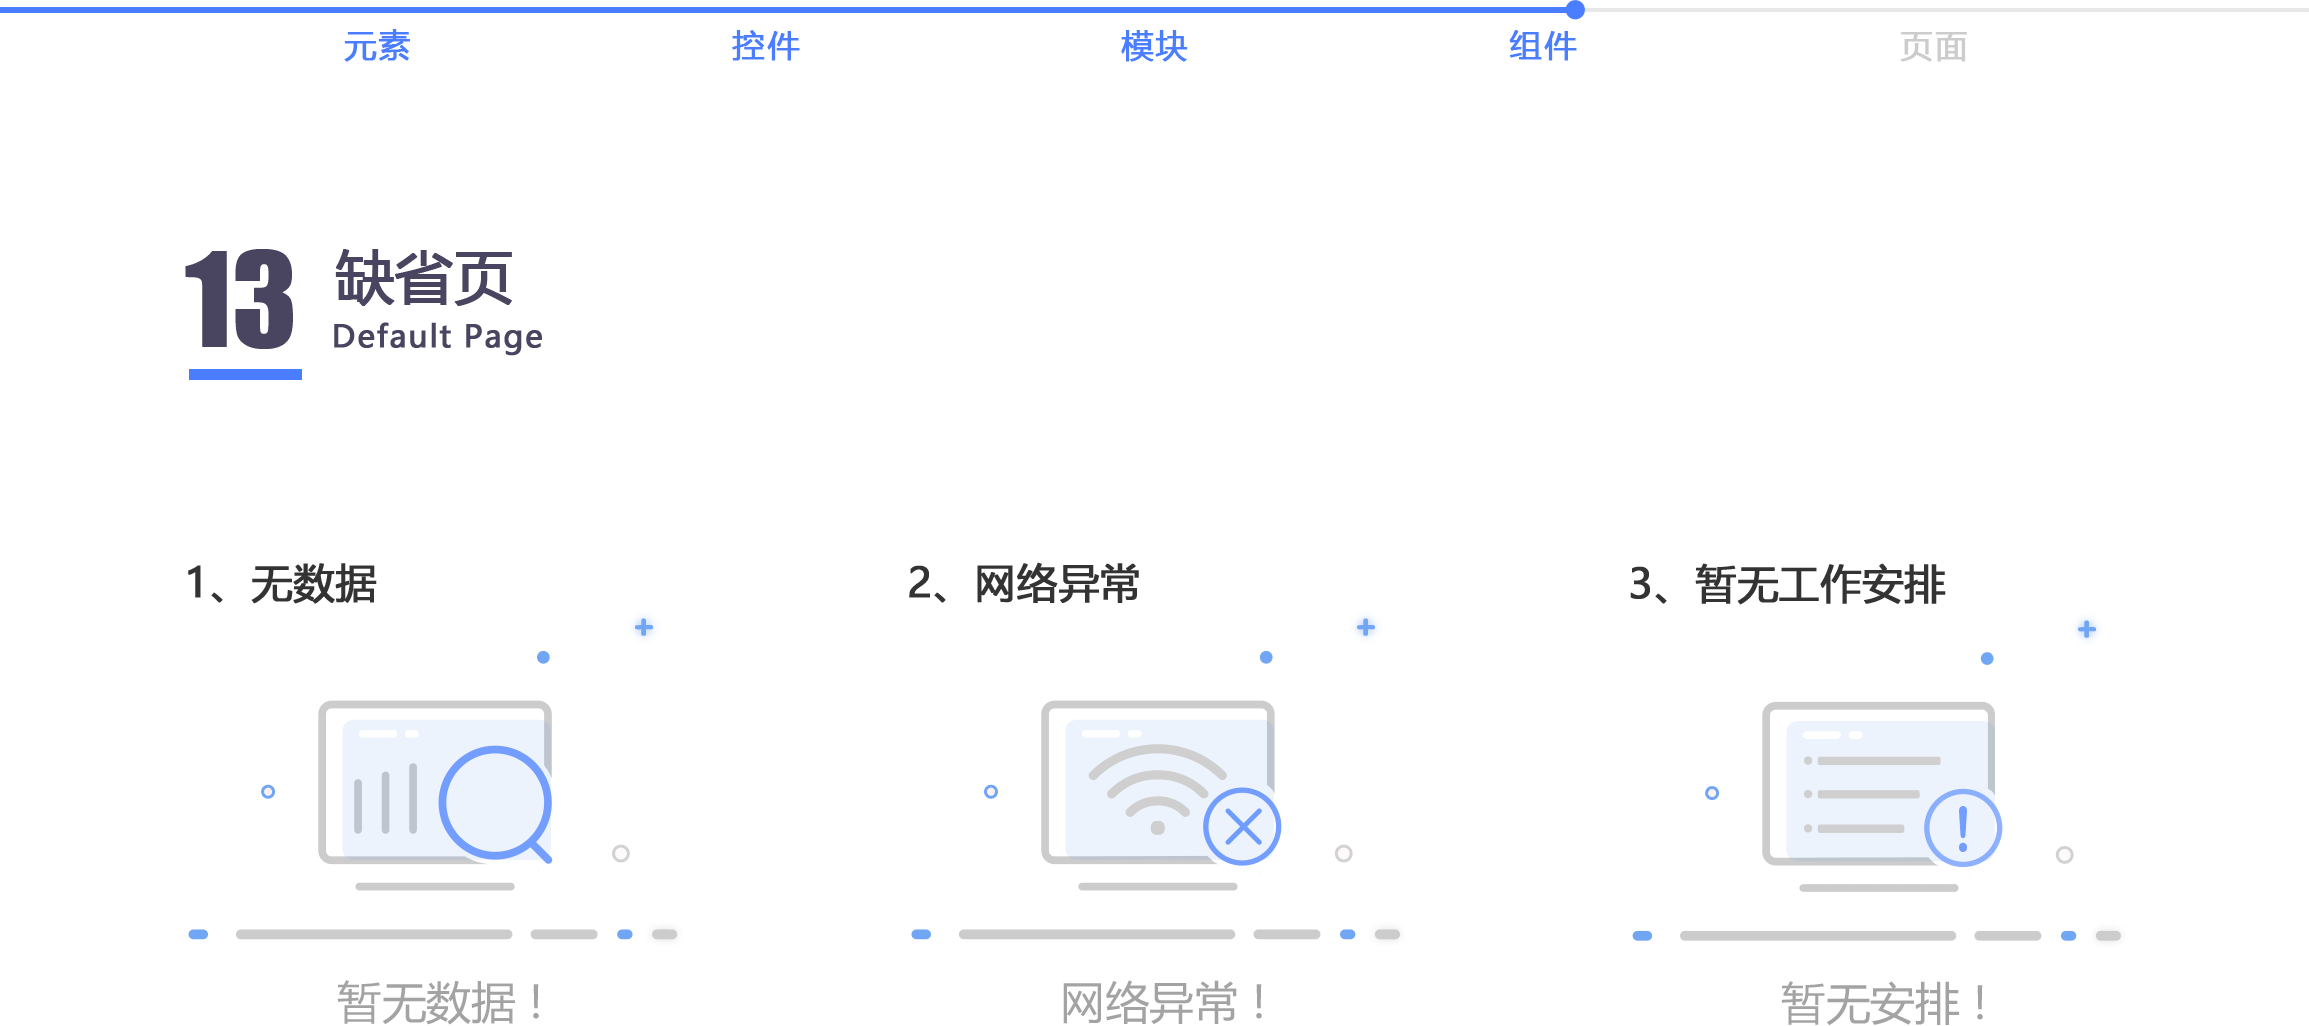 元素 控件 模块 组件 页面
13 缺省页
Default Page
1、无数据 2、网络异常 3、暂无工作安排
暂无数据！ 网络异常！ 暂无安排！